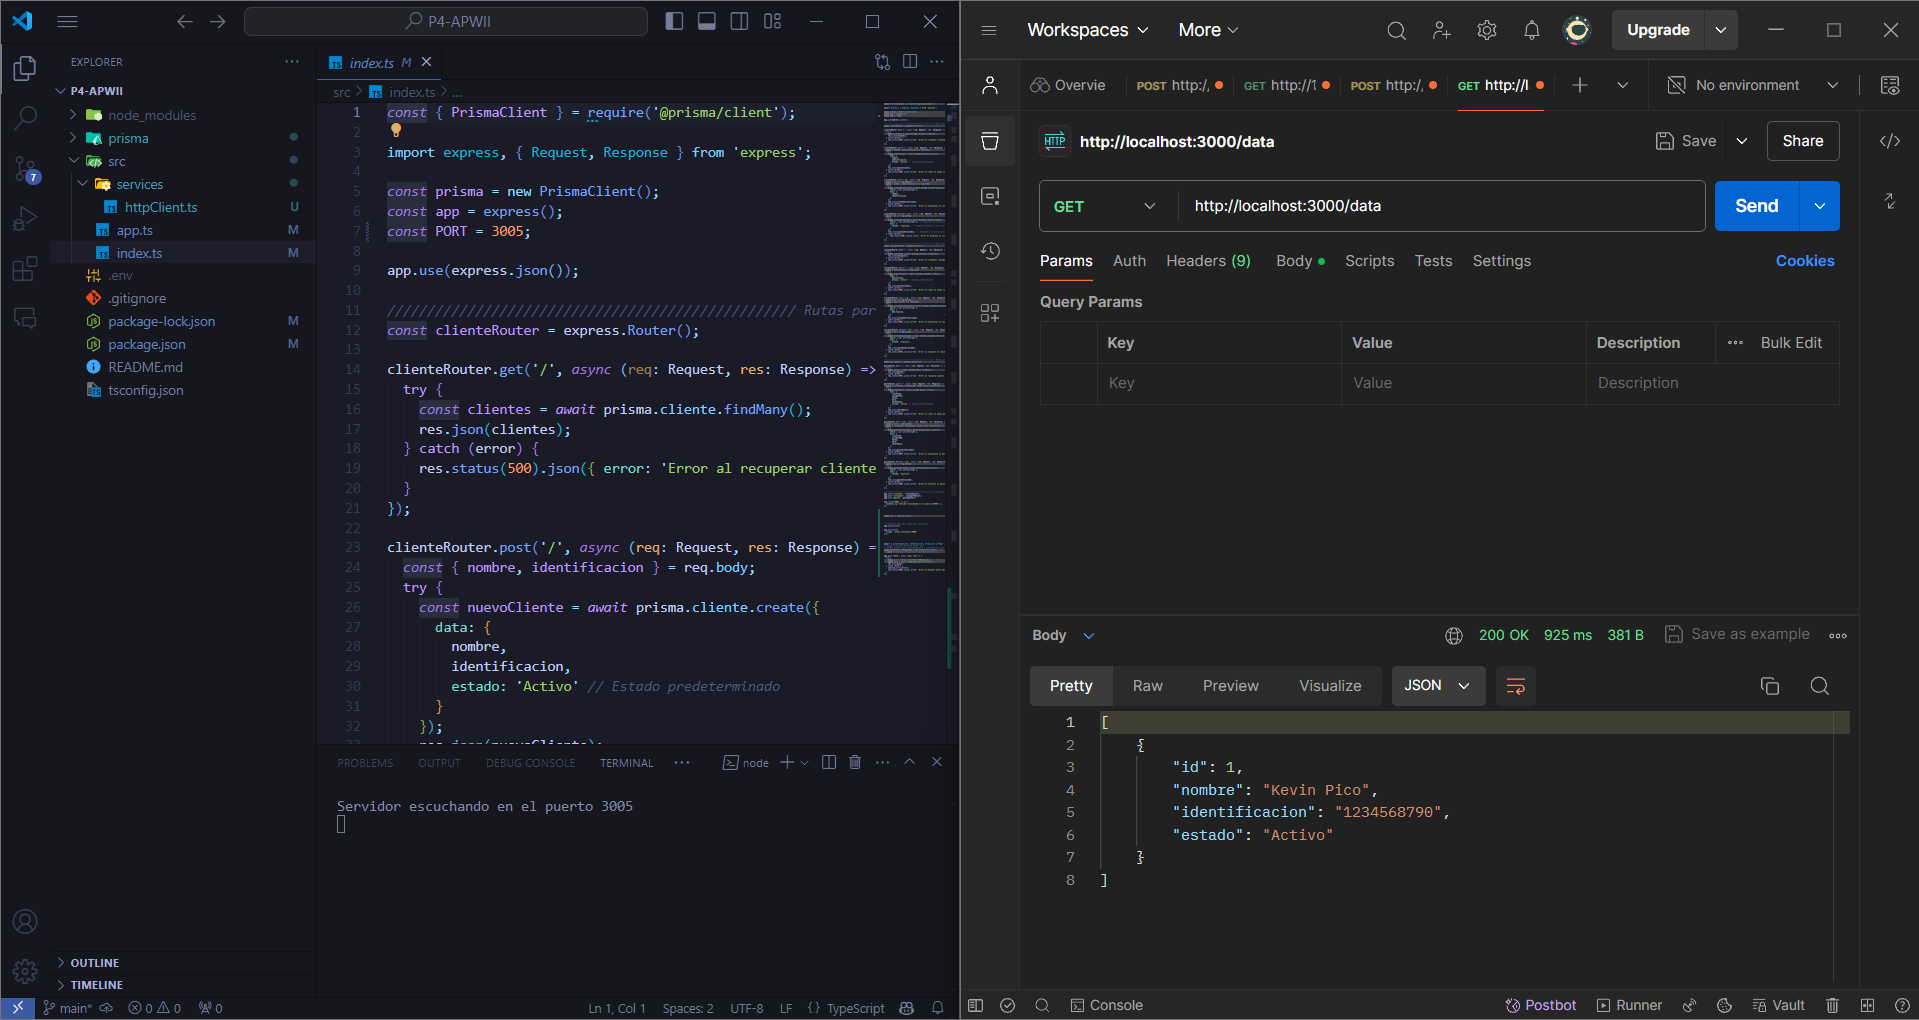 P4-APWII
EXPLORER
P4-APWII
node_modules
prisma
src
services
httpClient.ts U
app.ts M
index.ts M
.env
.gitignore
package-lock.json M
package.json M
README.md
tsconfig.json
OUTLINE
TIMELINE
7
TS index.ts M
src > TS index.ts > ...
1 const { PrismaClient } = require('@prisma/client');
2
3 import express, { Request, Response } from 'express';
4
5 const prisma = new PrismaClient();
6 const app = express();
7 const PORT = 3005;
8
9 app.use(express.json());
10
11 /////////////////////////////////////////////////// Rutas par
12 const clienteRouter = express.Router();
13
14 clienteRouter.get('/', async (req: Request, res: Response) =>
15 try {
16 const clientes = await prisma.cliente.findMany();
17 res.json(clientes);
18 } catch (error) {
19 res.status(500).json({ error: 'Error al recuperar cliente
20 }
21 });
22
23 clienteRouter.post('/', async (req: Request, res: Response) =
24 const { nombre, identificacion } = req.body;
25 try {
26 const nuevoCliente = await prisma.cliente.create({
27 data: {
28 nombre,
29 identificacion,
30 estado: 'Activo' // Estado predeterminado
31 }
32 });
33 res.json(nuevoCliente);
PROBLEMS OUTPUT DEBUG CONSOLE TERMINAL ... node
Servidor escuchando en el puerto 3005
main* 0 0 0 Ln 1, Col 1 Spaces: 2 UTF-8 LF {} TypeScript
Workspaces More Upgrade
Overvie POST http:/. GET http://1 POST http:/. GET http://l No environment
HTTP http://localhost:3000/data Save Share
GET http://localhost:3000/data Send
Params Auth Headers (9) Body Scripts Tests Settings Cookies
Query Params
Key Value Description Bulk Edit
Key Value Description
Body 200 OK 925 ms 381 B Save as example
Pretty Raw Preview Visualize JSON
1 [
2 {
3 "id": 1,
4 "nombre": "Kevin Pico",
5 "identificacion": "1234568790",
6 "estado": "Activo"
7 }
8 ]
Console Postbot Runner Vault